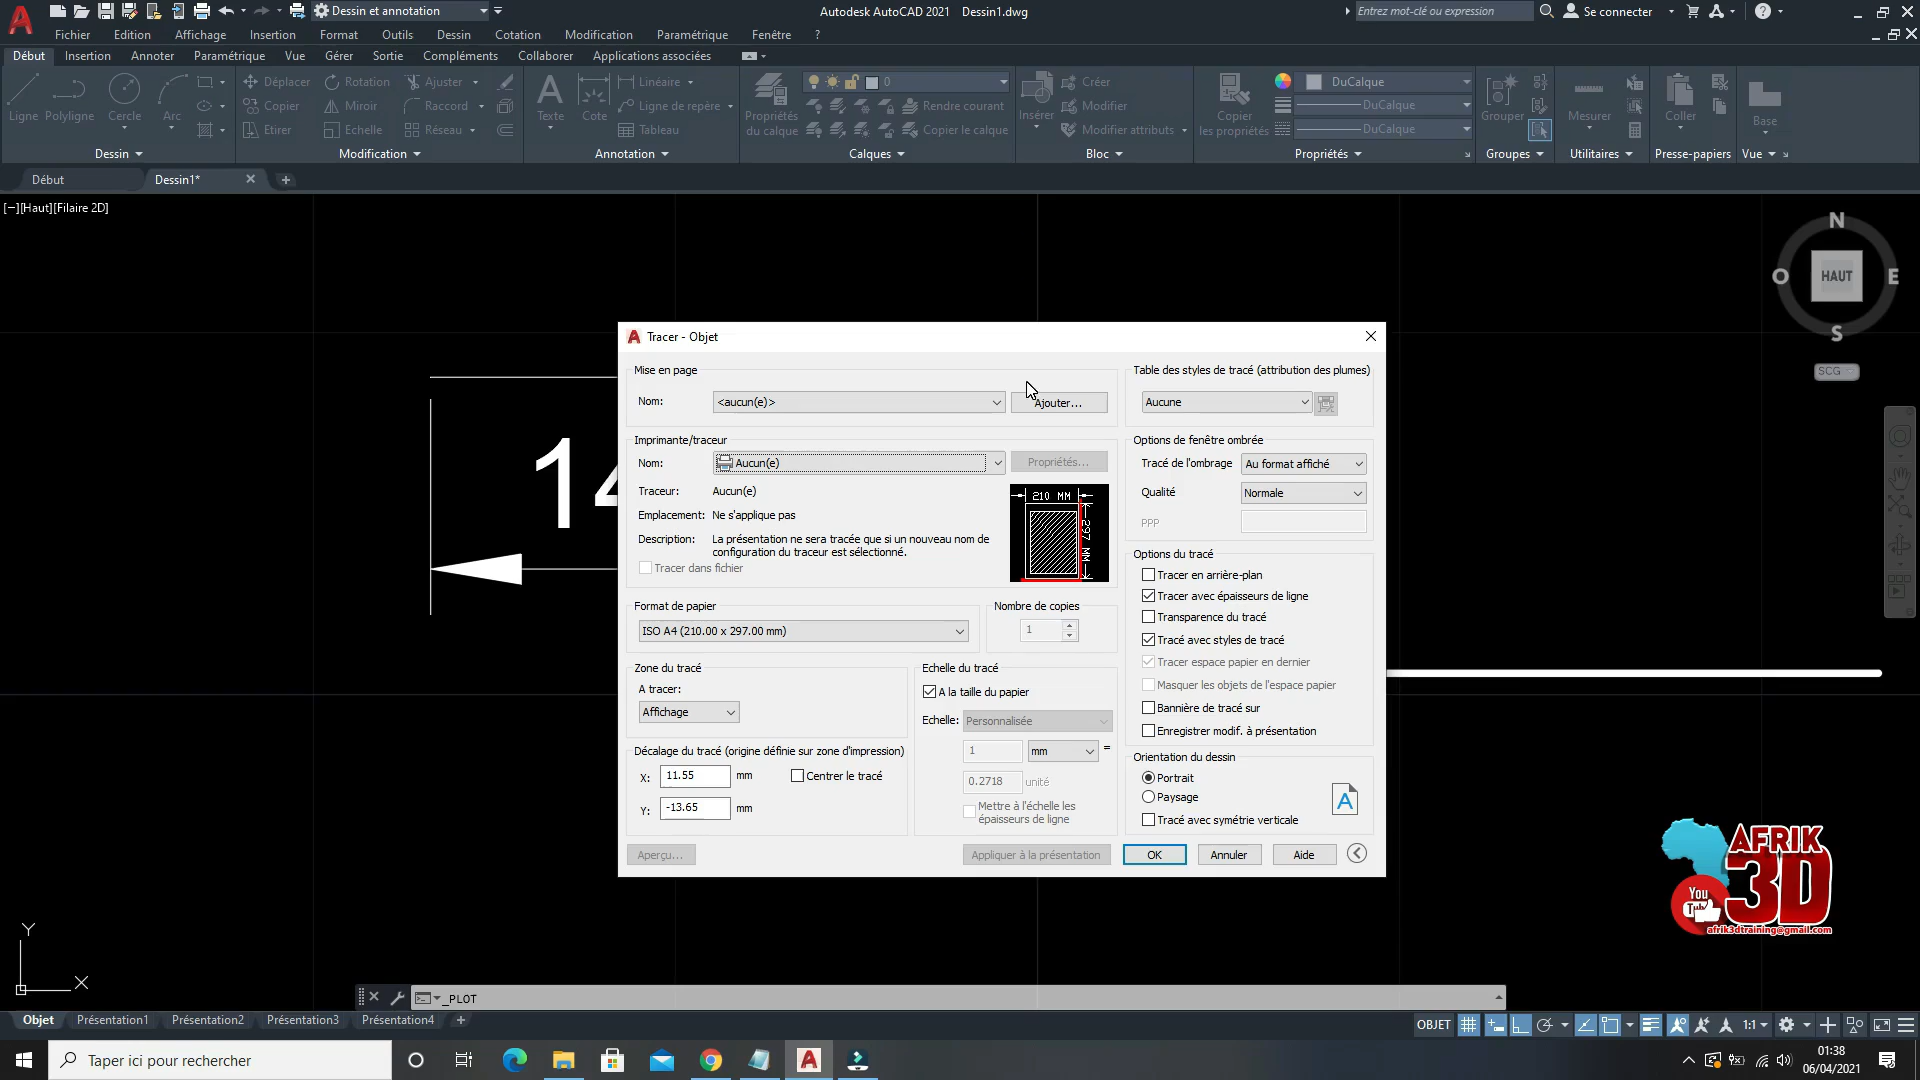 Dessin et annotation
Autodesk AutoCAD 2021 Dessin1.dwg
Entrez mot-clé ou expression
Se connecter
Fichier Edition Affichage Insertion Format Outils Dessin Cotation Modification Paramétrique Fenêtre ?
Début Insertion Annoter Paramétrique Vue Gérer Sortie Compléments Collaborer Applications associées
Ligne Polyligne Cercle Arc
Déplacer Rotation Ajuster
Copier Miroir Raccord
Etirer Echelle Réseau
Texte Cote
Linéaire
Ligne de repère
Tableau
Propriétés du calque
0
Rendre courant
Copier le calque
Insérer
Créer
Modifier
Modifier attributs
Copier les propriétés
DuCalque
DuCalque
DuCalque
Grouper
Mesurer
Coller
Base
Dessin Modification Annotation Calques Bloc Propriétés Groupes Utilitaires Presse-papiers Vue
Début Dessin1*
[−][Haut][Filaire 2D]
N
O HAUT E
S
SCG
14
Tracer - Objet
Mise en page
Nom: <aucun(e)> Ajouter...
Imprimante/traceur
Nom: Aucun(e) Propriétés...
Traceur: Aucun(e)
Emplacement: Ne s'applique pas
Description: La présentation ne sera tracée que si un nouveau nom de
configuration du traceur est sélectionné.
Tracer dans fichier
210 MM
297 MM
Format de papier
ISO A4 (210.00 x 297.00 mm)
Nombre de copies
1
Zone du tracé
A tracer:
Affichage
Décalage du tracé (origine définie sur zone d'impression)
X: 11.55 mm Centrer le tracé
Y: -13.65 mm
Echelle du tracé
A la taille du papier
Echelle: Personnalisée
1 mm =
0.2718 unité
Mettre à l'échelle les
épaisseurs de ligne
Table des styles de tracé (attribution des plumes)
Aucune
Options de fenêtre ombrée
Tracé de l'ombrage Au format affiché
Qualité Normale
PPP
Options du tracé
Tracer en arrière-plan
Tracer avec épaisseurs de ligne
Transparence du tracé
Tracé avec styles de tracé
Tracer espace papier en dernier
Masquer les objets de l'espace papier
Bannière de tracé sur
Enregistrer modif. à présentation
Orientation du dessin
Portrait
Paysage
Tracé avec symétrie verticale
A
Aperçu... Appliquer à la présentation OK Annuler Aide
AFRIK
3D
You
Tub
afrik3dtraining@gmail.com
Y
X
_PLOT
Objet Présentation1 Présentation2 Présentation3 Présentation4 +
OBJET
1:1
Taper ici pour rechercher
01:38
06/04/2021